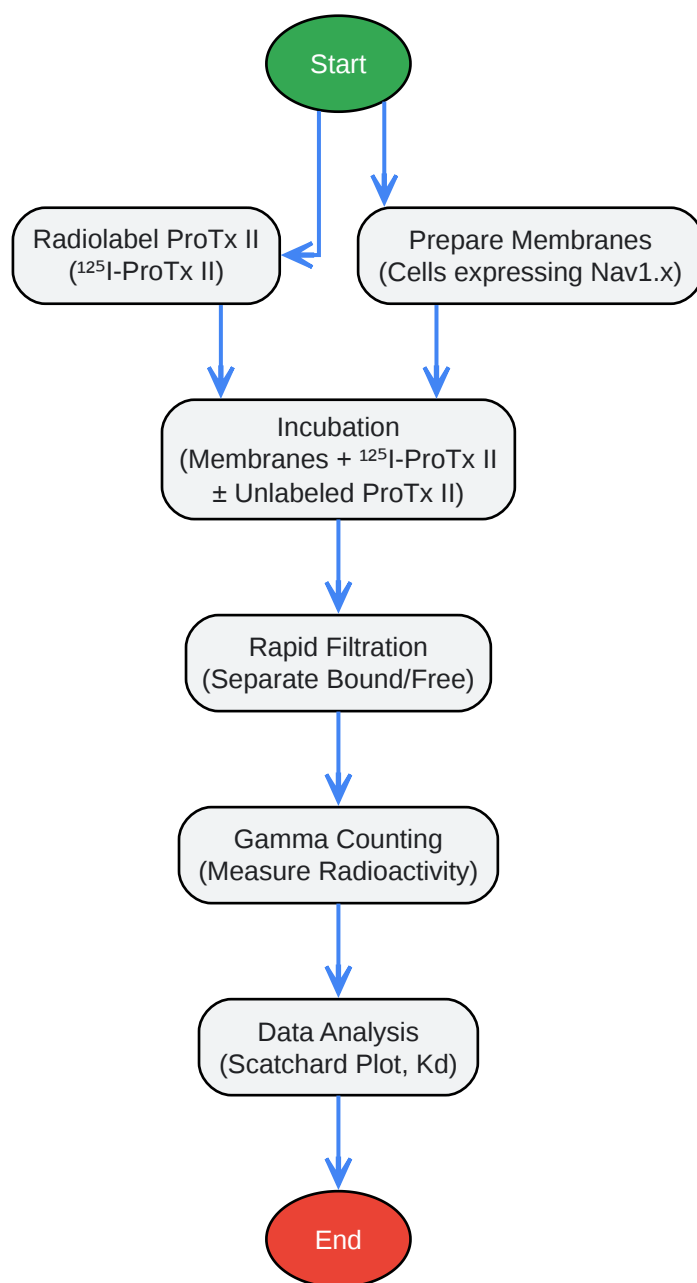 Start
Radiolabel ProTx II
(¹²⁵I-ProTx II)
Prepare Membranes
(Cells expressing Nav1.x)
Incubation
(Membranes + ¹²⁵I-ProTx II
± Unlabeled ProTx II)
Rapid Filtration
(Separate Bound/Free)
Gamma Counting
(Measure Radioactivity)
Data Analysis
(Scatchard Plot, Kd)
End